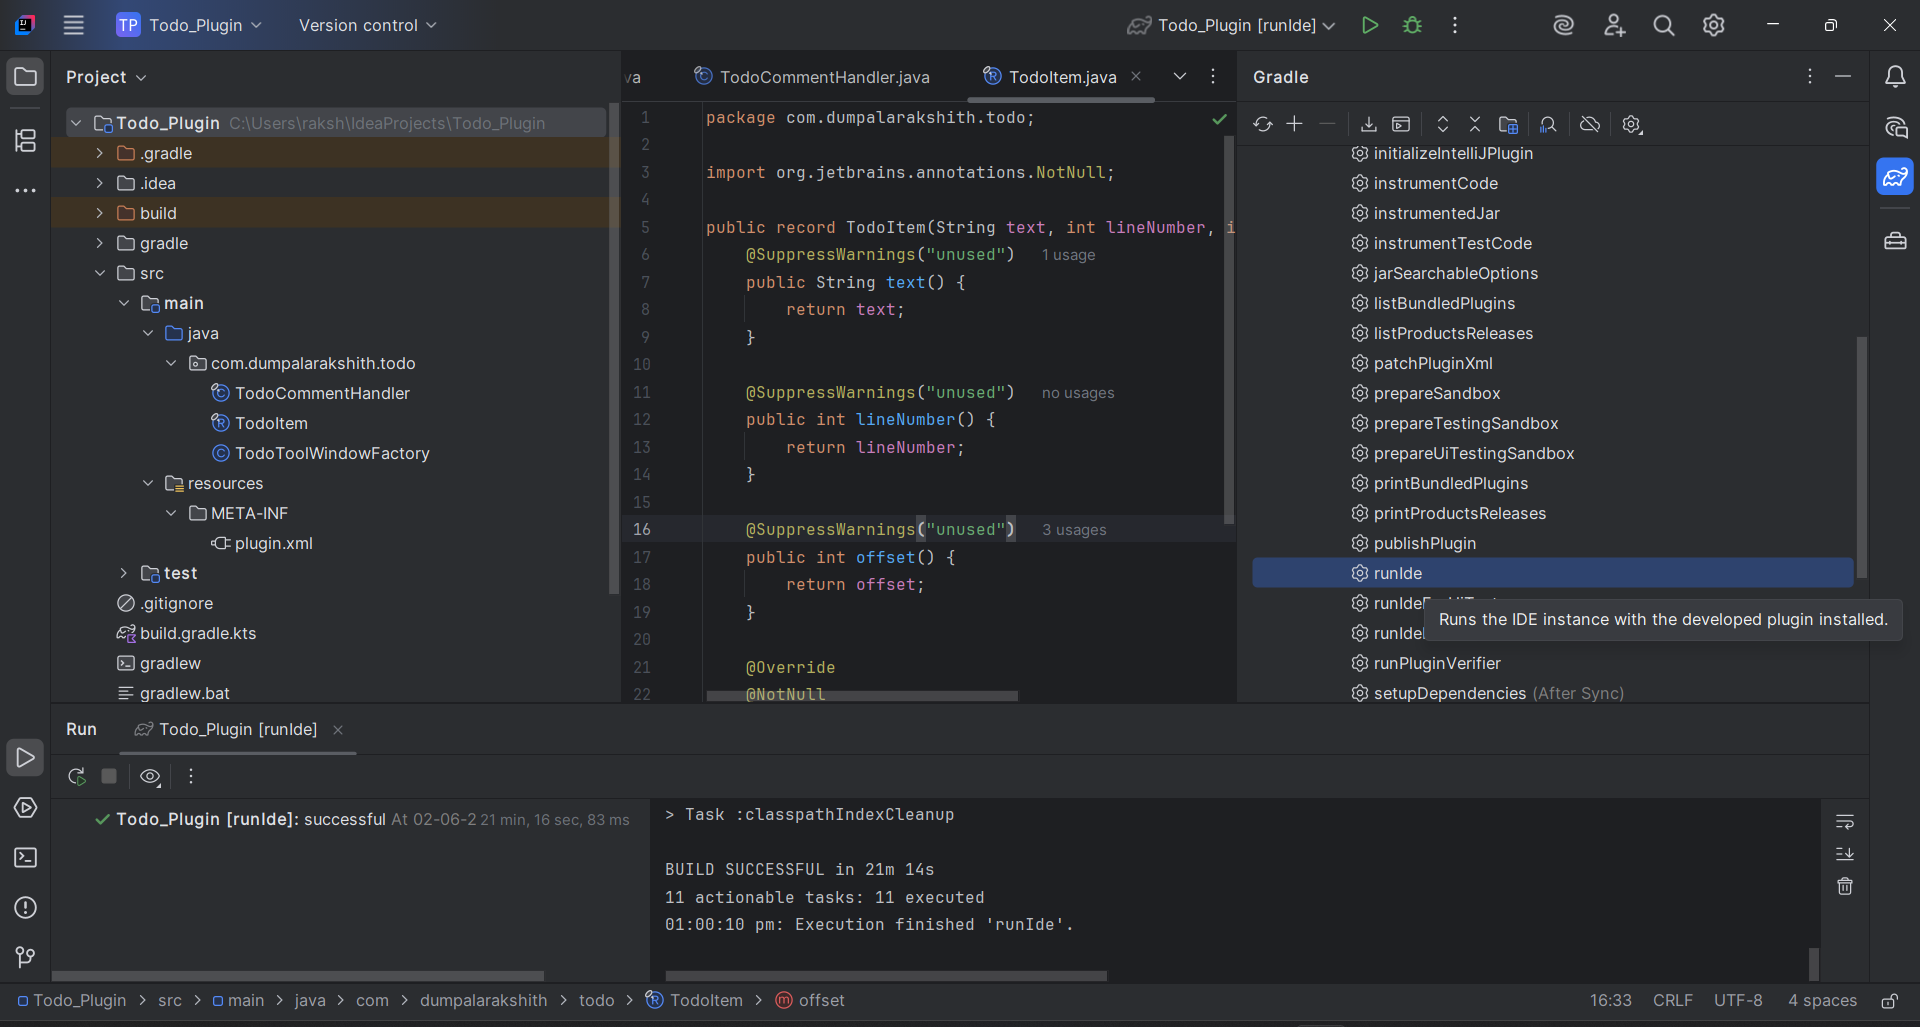 TP Todo_Plugin
Version control
Todo_Plugin [runIde]
Project
Todo_Plugin C:\Users\raksh\IdeaProjects\Todo_Plugin
.gradle
.idea
build
gradle
src
main
java
com.dumpalarakshith.todo
TodoCommentHandler
TodoItem
TodoToolWindowFactory
resources
META-INF
plugin.xml
test
.gitignore
build.gradle.kts
gradlew
gradlew.bat
va
TodoCommentHandler.java
TodoItem.java
1 package com.dumpalarakshith.todo;
2
3 import org.jetbrains.annotations.NotNull;
4
5 public record TodoItem(String text, int lineNumber, i
6 @SuppressWarnings("unused") 1 usage
7 public String text() {
8 return text;
9 }
10
11 @SuppressWarnings("unused") no usages
12 public int lineNumber() {
13 return lineNumber;
14 }
15
16 @SuppressWarnings("unused") 3 usages
17 public int offset() {
18 return offset;
19 }
20
21 @Override
22 @NotNull
Gradle
initializeIntelliJPlugin
instrumentCode
instrumentedJar
instrumentTestCode
jarSearchableOptions
listBundledPlugins
listProductsReleases
patchPluginXml
prepareSandbox
prepareTestingSandbox
prepareUiTestingSandbox
printBundledPlugins
printProductsReleases
publishPlugin
runIde
Runs the IDE instance with the developed plugin installed.
runPluginVerifier
setupDependencies (After Sync)
Run
Todo_Plugin [runIde]
Todo_Plugin [runIde]: successful At 02-06-2 21 min, 16 sec, 83 ms
> Task :classpathIndexCleanup
BUILD SUCCESSFUL in 21m 14s
11 actionable tasks: 11 executed
01:00:10 pm: Execution finished 'runIde'.
Todo_Plugin > src > main > java > com > dumpalarakshith > todo > TodoItem > m offset
16:33 CRLF UTF-8 4 spaces